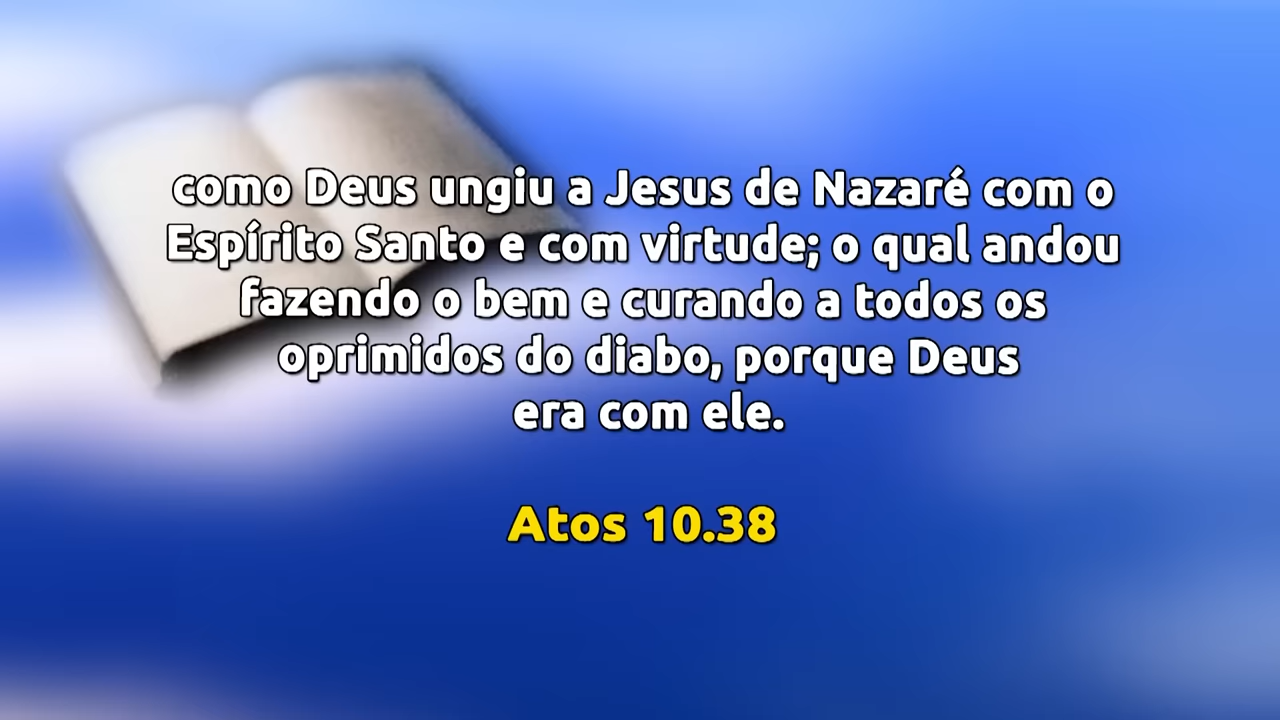 como Deus ungiu a Jesus de Nazaré com o
Espírito Santo e com virtude; o qual andou
fazendo o bem e curando a todos os
oprimidos do diabo, porque Deus
era com ele.
Atos 10.38